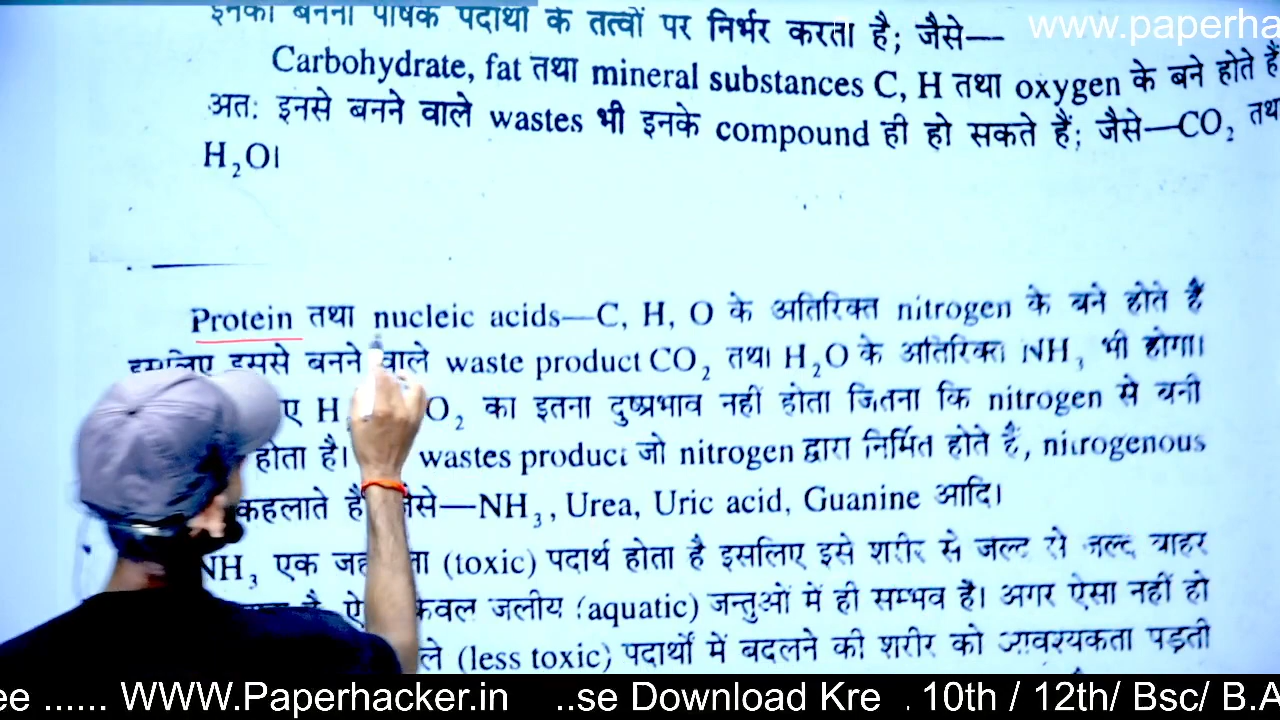 इनका बनना पोषक पदार्थों के तत्वों पर निर्भर करता है; जैसे—
www.paperha
Carbohydrate, fat तथा mineral substances C, H तथा oxygen के बने होते हैं
अत: इनसे बनने वाले wastes भी इनके compound ही हो सकते हैं; जैसे—CO₂ तथ
H₂O।
Protein तथा nucleic acids—C, H, O के अतिरिक्त nitrogen के बने होते हैं
इसलिए इससे बनने वाले waste product CO₂ तथा H₂O के अतिरिक्त NH₃ भी होगा।
ए H O₂ का इतना दुष्प्रभाव नहीं होता जितना कि nitrogen से बनी
होता है। wastes product जो nitrogen द्वारा निर्मित होते हैं, nitrogenous
कहलाते हैं जैसे—NH₃, Urea, Uric acid, Guanine आदि।
NH₃ एक ता (toxic) पदार्थ होता है इसलिए इसे शरीर से जल्द से जल्द बाहर
केवल जलीय (aquatic) जन्तुओं में ही सम्भव है। अगर ऐसा नहीं हो
ले (less toxic) पदार्थों में बदलने की शरीर को आवश्यकता पड़ती
ee ...... WWW.Paperhacker.in ..se Download Kre . 10th / 12th/ Bsc/ B.A